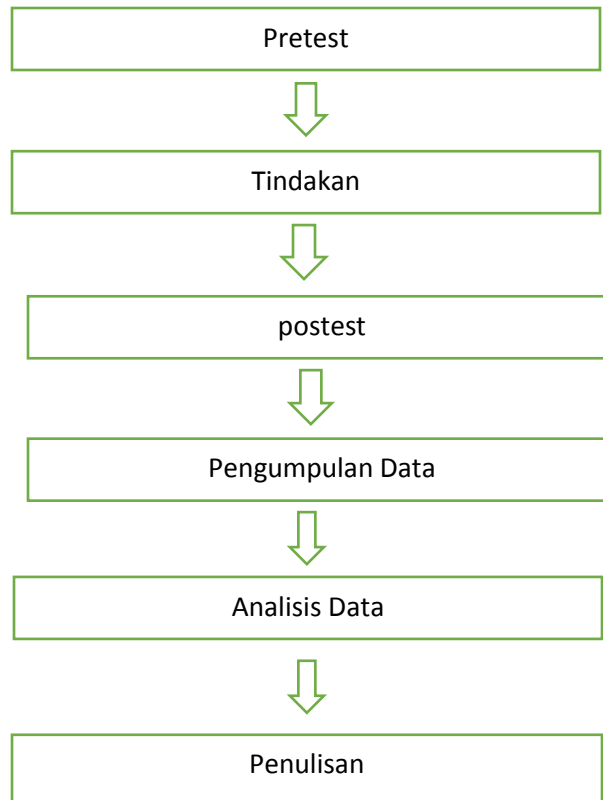 Pretest
Tindakan
postest
Pengumpulan Data
Analisis Data
Penulisan